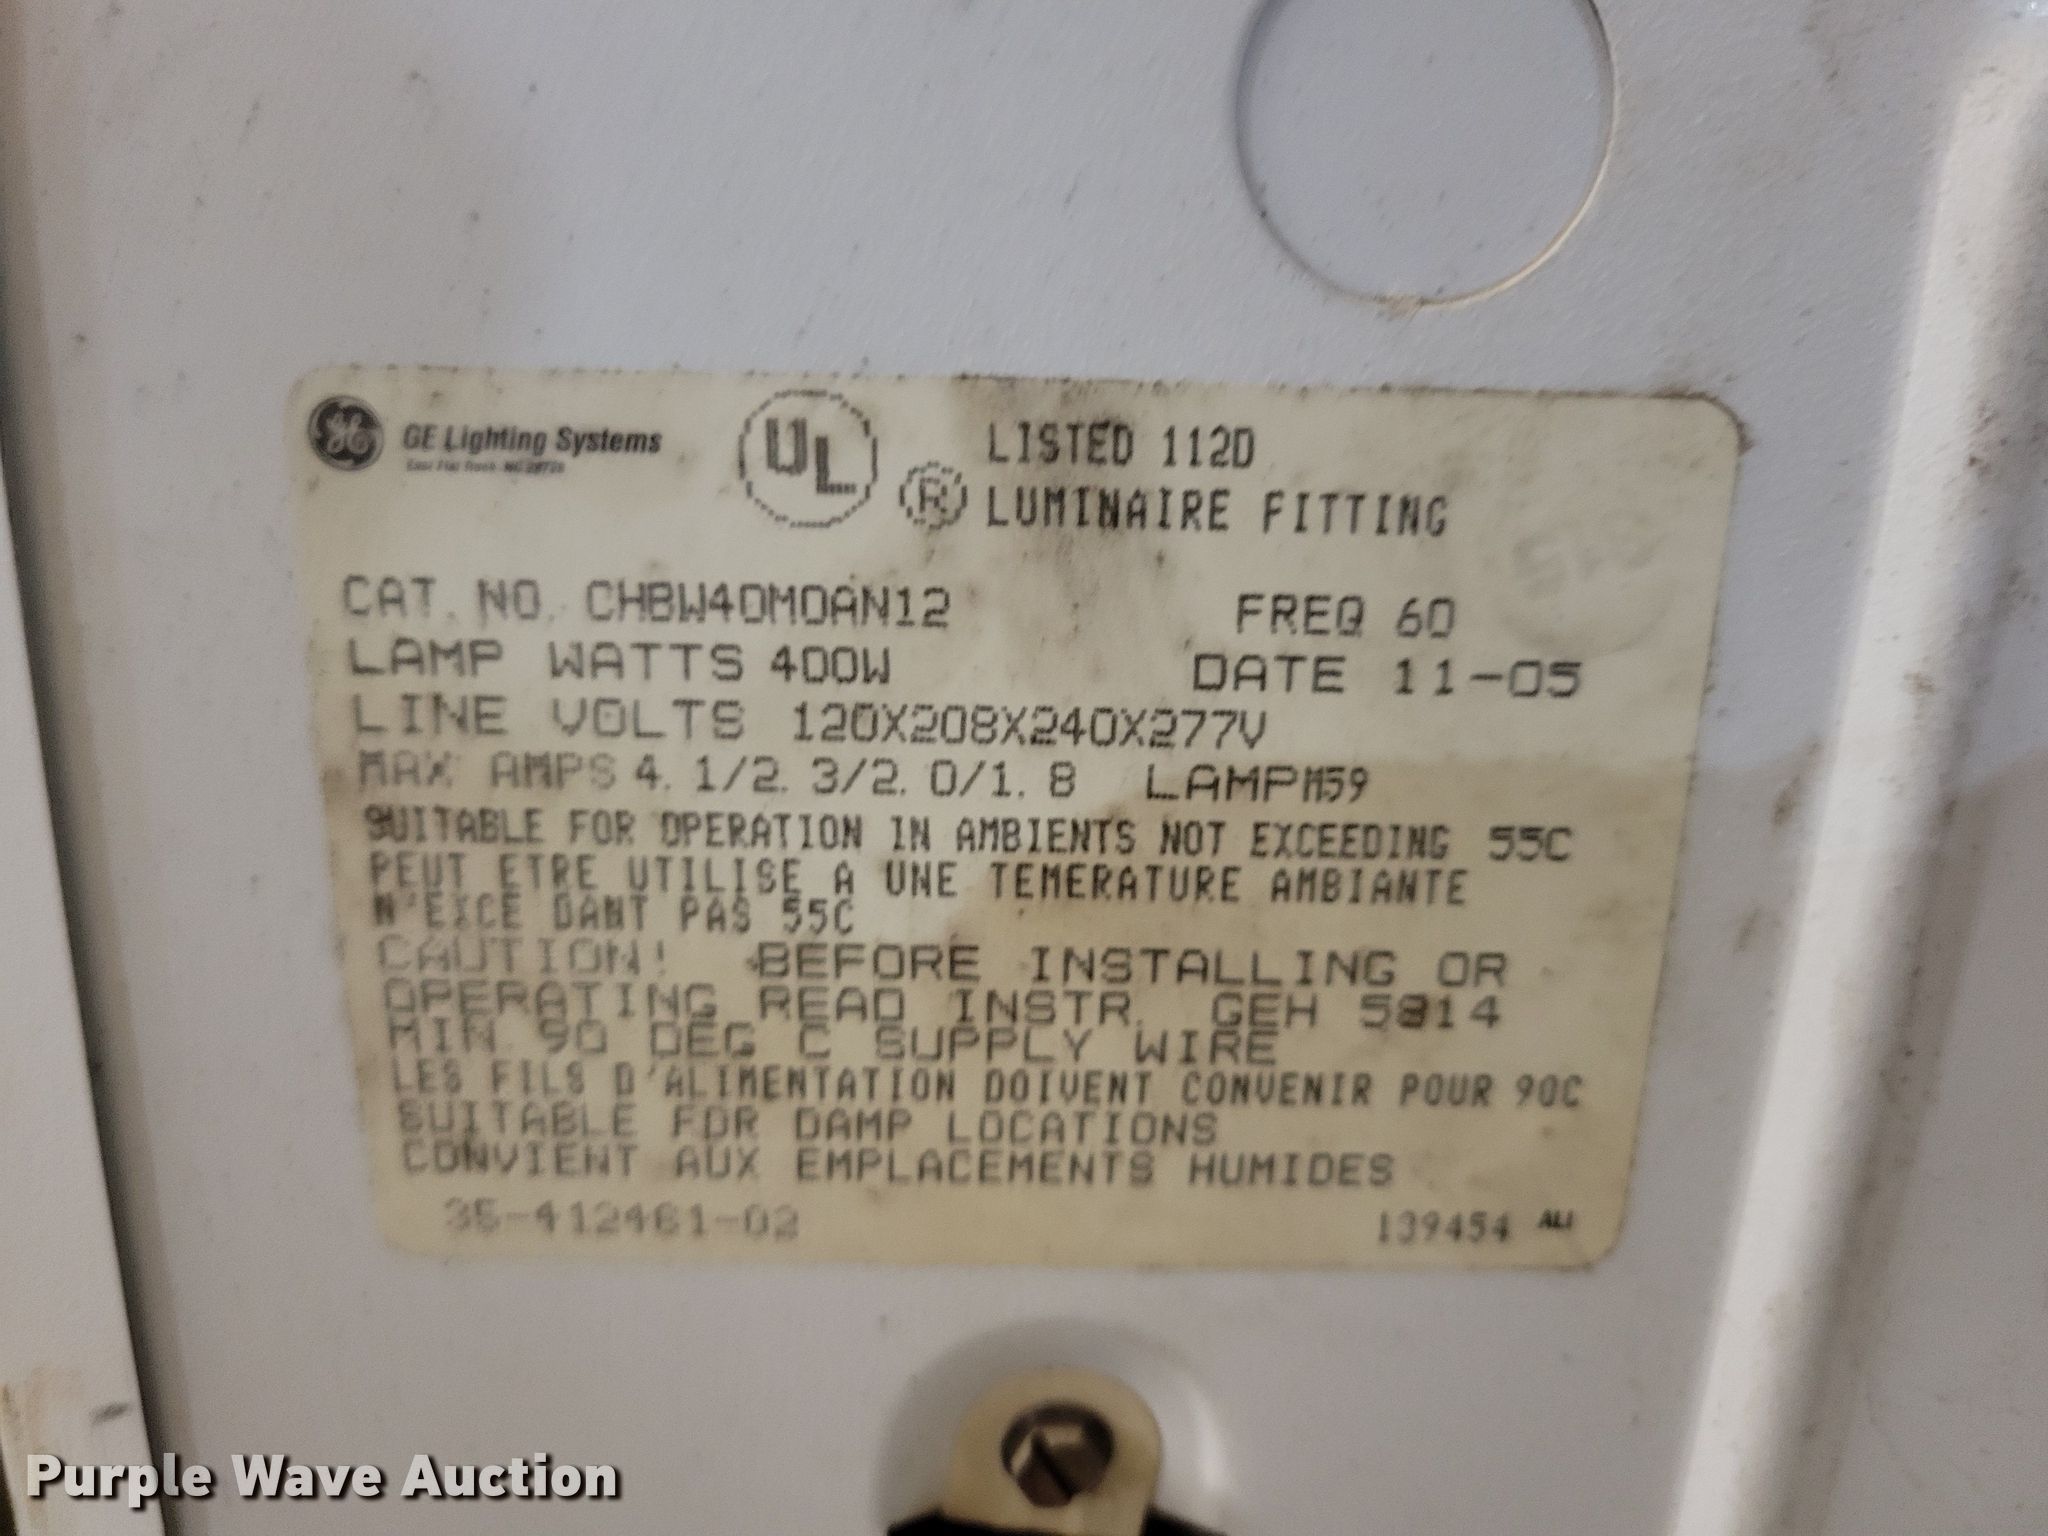 GE Lighting Systems
UL
LISTED 112D
® LUMINAIRE FITTING
CAT. NO. CHBW40M0AN12 FREQ 60
LAMP WATTS 400W DATE 11-05
LINE VOLTS 120X208X240X277V
MAX AMPS 4.1/2.3/2.0/1.8 LAMP M59
SUITABLE FOR OPERATION IN AMBIENTS NOT EXCEEDING 55C
PEUT ETRE UTILISE A UNE TEMERATURE AMBIANTE
N'EXCE DANT PAS 55C
CAUTION! BEFORE INSTALLING OR
OPERATING READ INSTR. GEH 5814
MIN 90 DEG C SUPPLY WIRE
LES FILS D'ALIMENTATION DOIVENT CONVENIR POUR 90C
SUITABLE FOR DAMP LOCATIONS
CONVIENT AUX EMPLACEMENTS HUMIDES
35-412461-02 139454 ALI
Purple Wave Auction